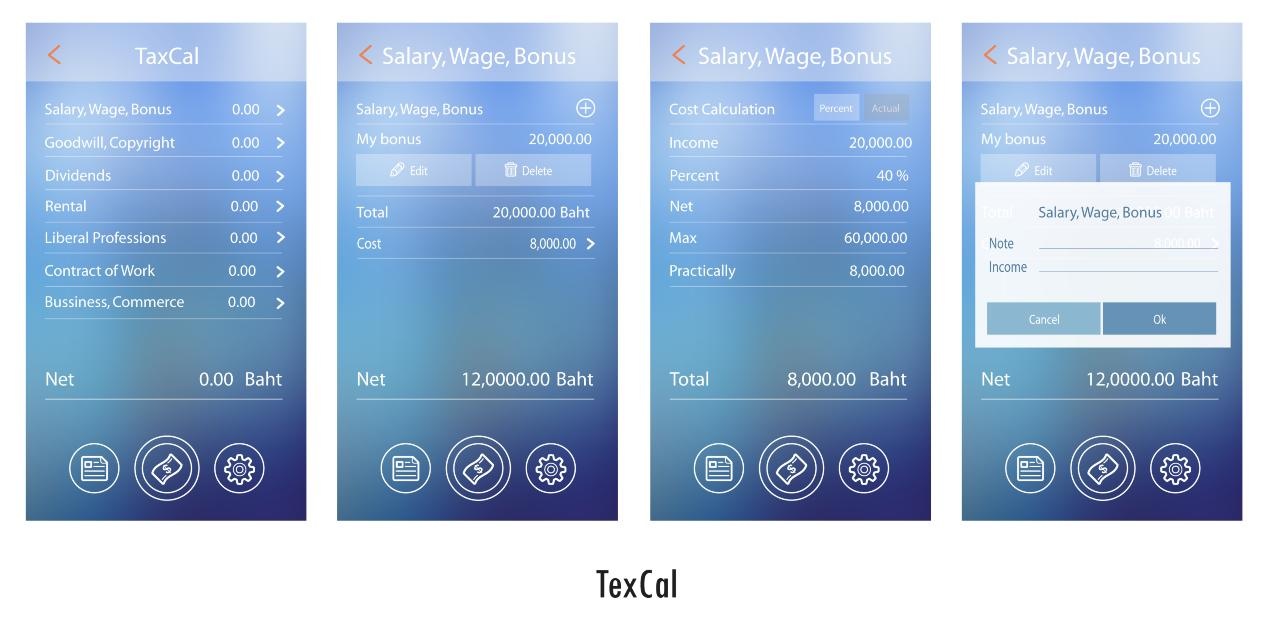 TaxCal
Salary, Wage, Bonus 0.00
Goodwill, Copyright 0.00
Dividends 0.00
Rental 0.00
Liberal Professions 0.00
Contract of Work 0.00
Bussiness, Commerce 0.00
Net 0.00 Baht
Salary, Wage, Bonus
Salary, Wage, Bonus
My bonus 20,000.00
Edit Delete
Total 20,000.00 Baht
Cost 8,000.00
Net 12,0000.00 Baht
Salary, Wage, Bonus
Cost Calculation Percent Actual
Income 20,000.00
Percent 40 %
Net 8,000.00
Max 60,000.00
Practically 8,000.00
Total 8,000.00 Baht
Salary, Wage, Bonus
Salary, Wage, Bonus
My bonus 20,000.00
Edit Delete
Total 00 Baht
Salary, Wage, Bonus
8,000.00
Note
Income
Cancel Ok
Net 12,0000.00 Baht
TexCal